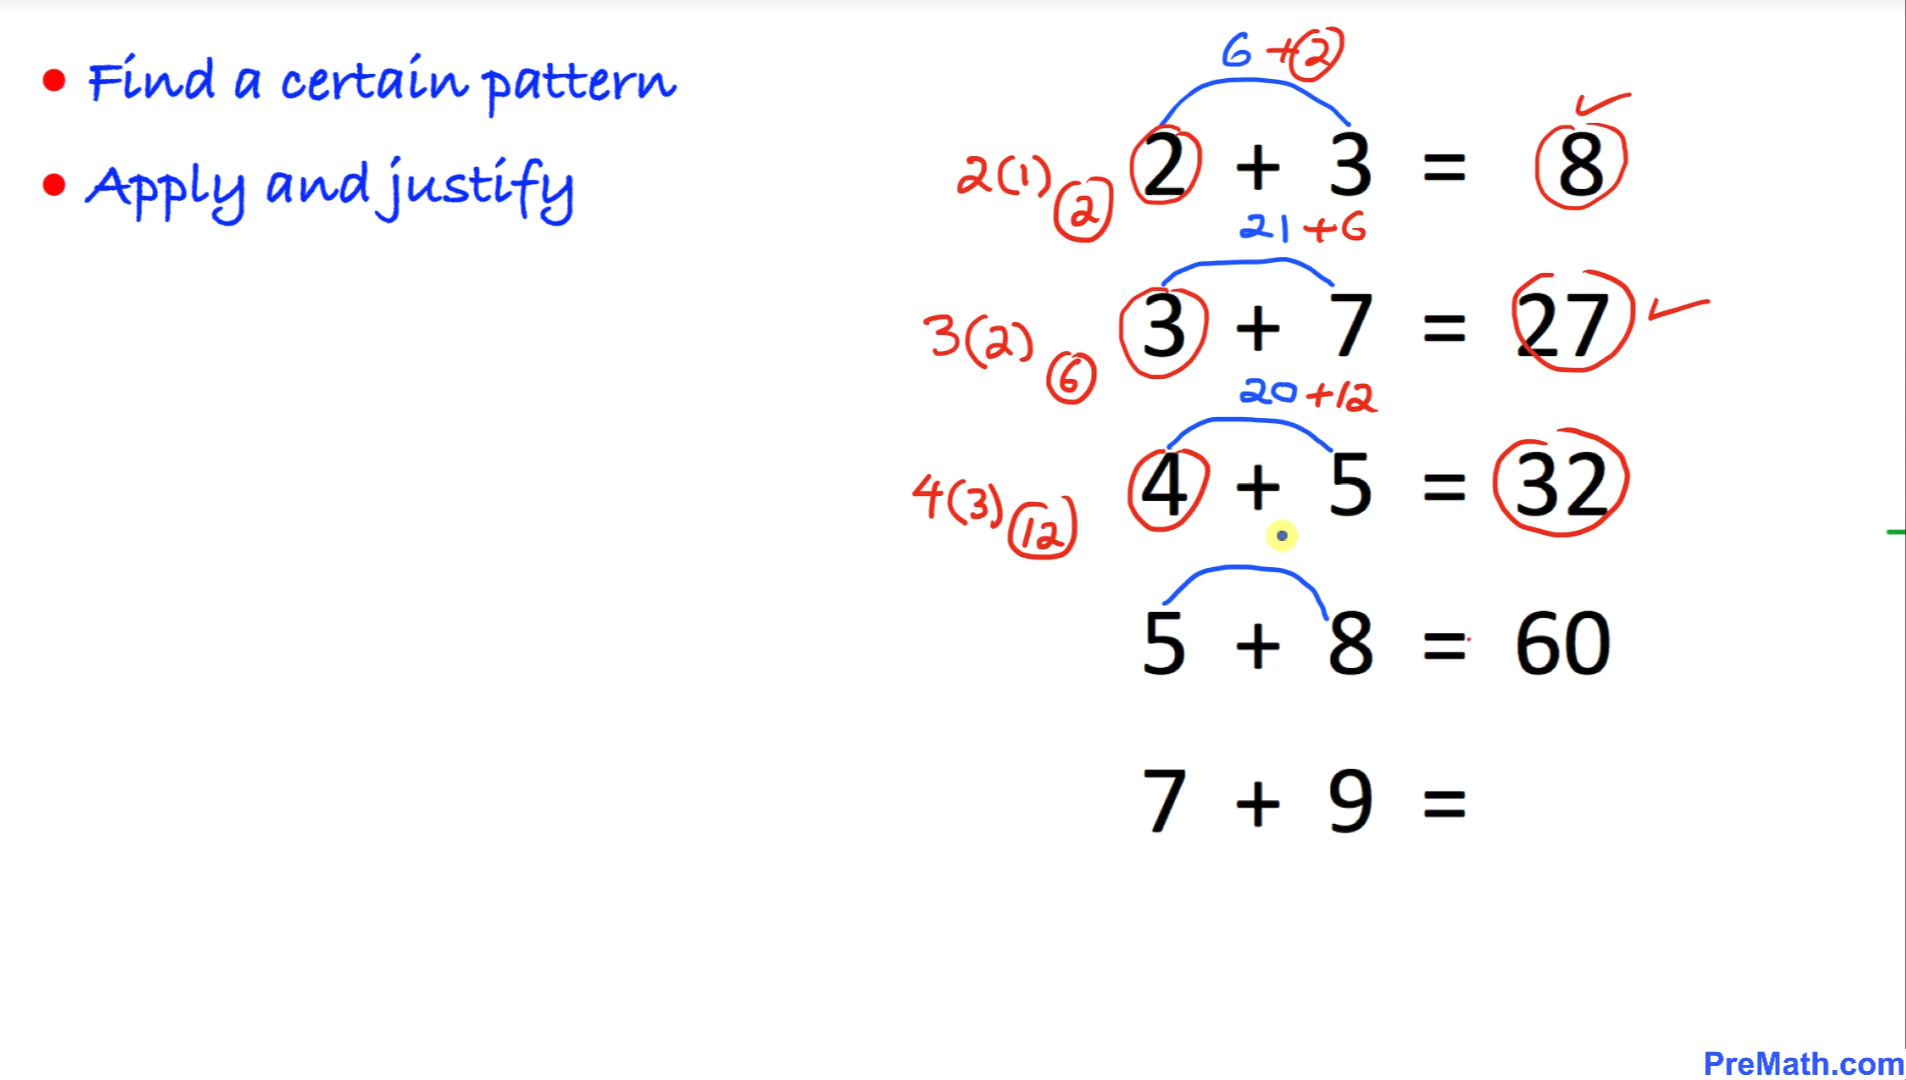 • Find a certain pattern
• Apply and justify
6 +2
2(1) 2 2 + 3 = 8
21 +6
3(2) 6 3 + 7 = 27
20 +12
4(3) 12 4 + 5 = 32
5 + 8 = 60
7 + 9 =
PreMath.com